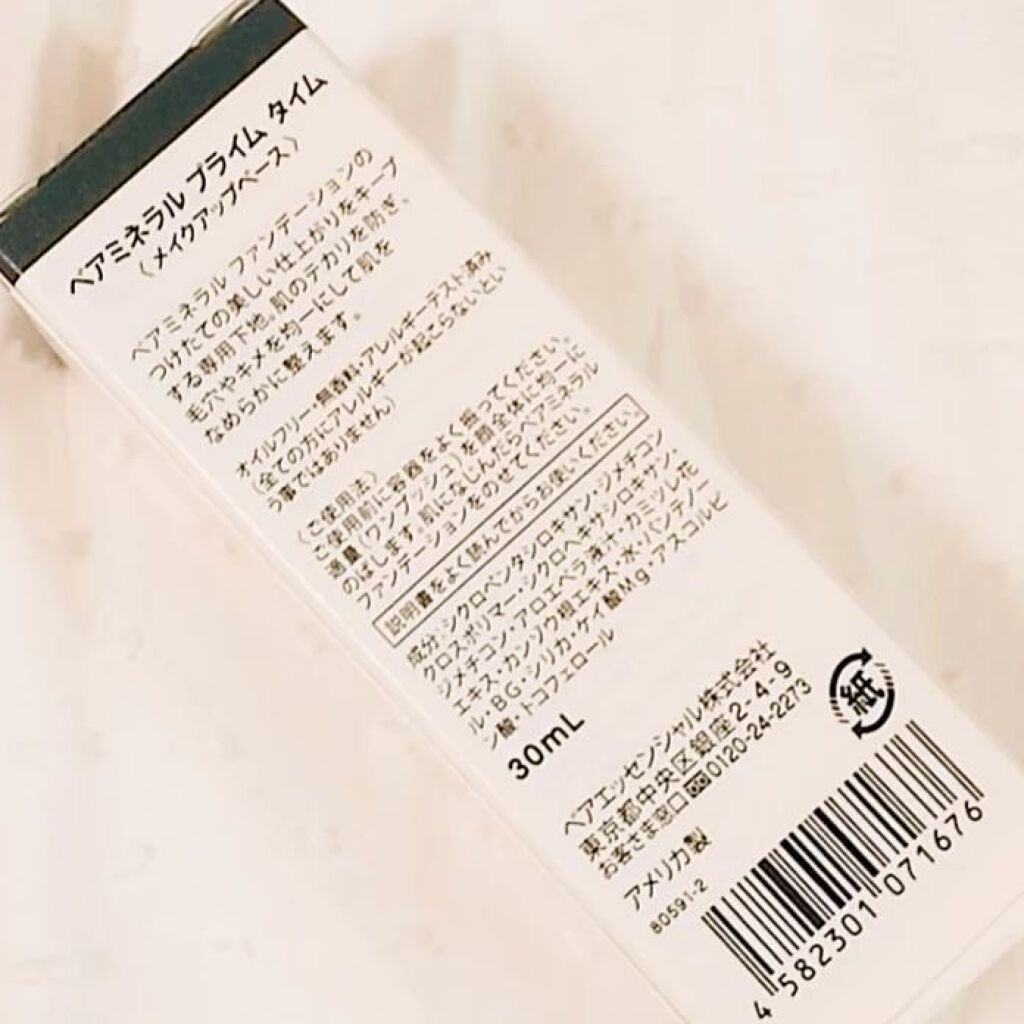 ベアミネラル プライム タイム
〈メイクアップベース〉
ベアミネラル ファンデーションの
つけたての美しい仕上がりをキープ
する専用下地。肌のテカリを防ぎ、
毛穴やキメを均一にして肌を
なめらかに整えます。
オイルフリー・無香料・アレルギーテスト済み
(全ての方にアレルギーが起こらないとい
う事ではありません)
〈ご使用法〉
ご使用前に容器をよく振ってください。
適量(ワンプッシュ)を顔全体に均一に
のばします。肌になじんだらベアミネラル
ファンデーションをのせてください。
説明書をよく読んでからお使いください。
成分:シクロペンタシロキサン・ジメチコン
クロスポリマー・シクロヘキサシロキサン・
ジメチコン・アロエベラ液汁・カミツレ花
エキス・カンゾウ根エキス・水・パンテノー
ル・BG・シリカ・ケイ酸Mg・アスコルビ
ン酸・トコフェロール
30mL
ベアエッセンシャル株式会社
東京都中央区銀座2-4-9
お客さま窓口 0120-24-2273
アメリカ製
80591-2
紙
4 582301 071676